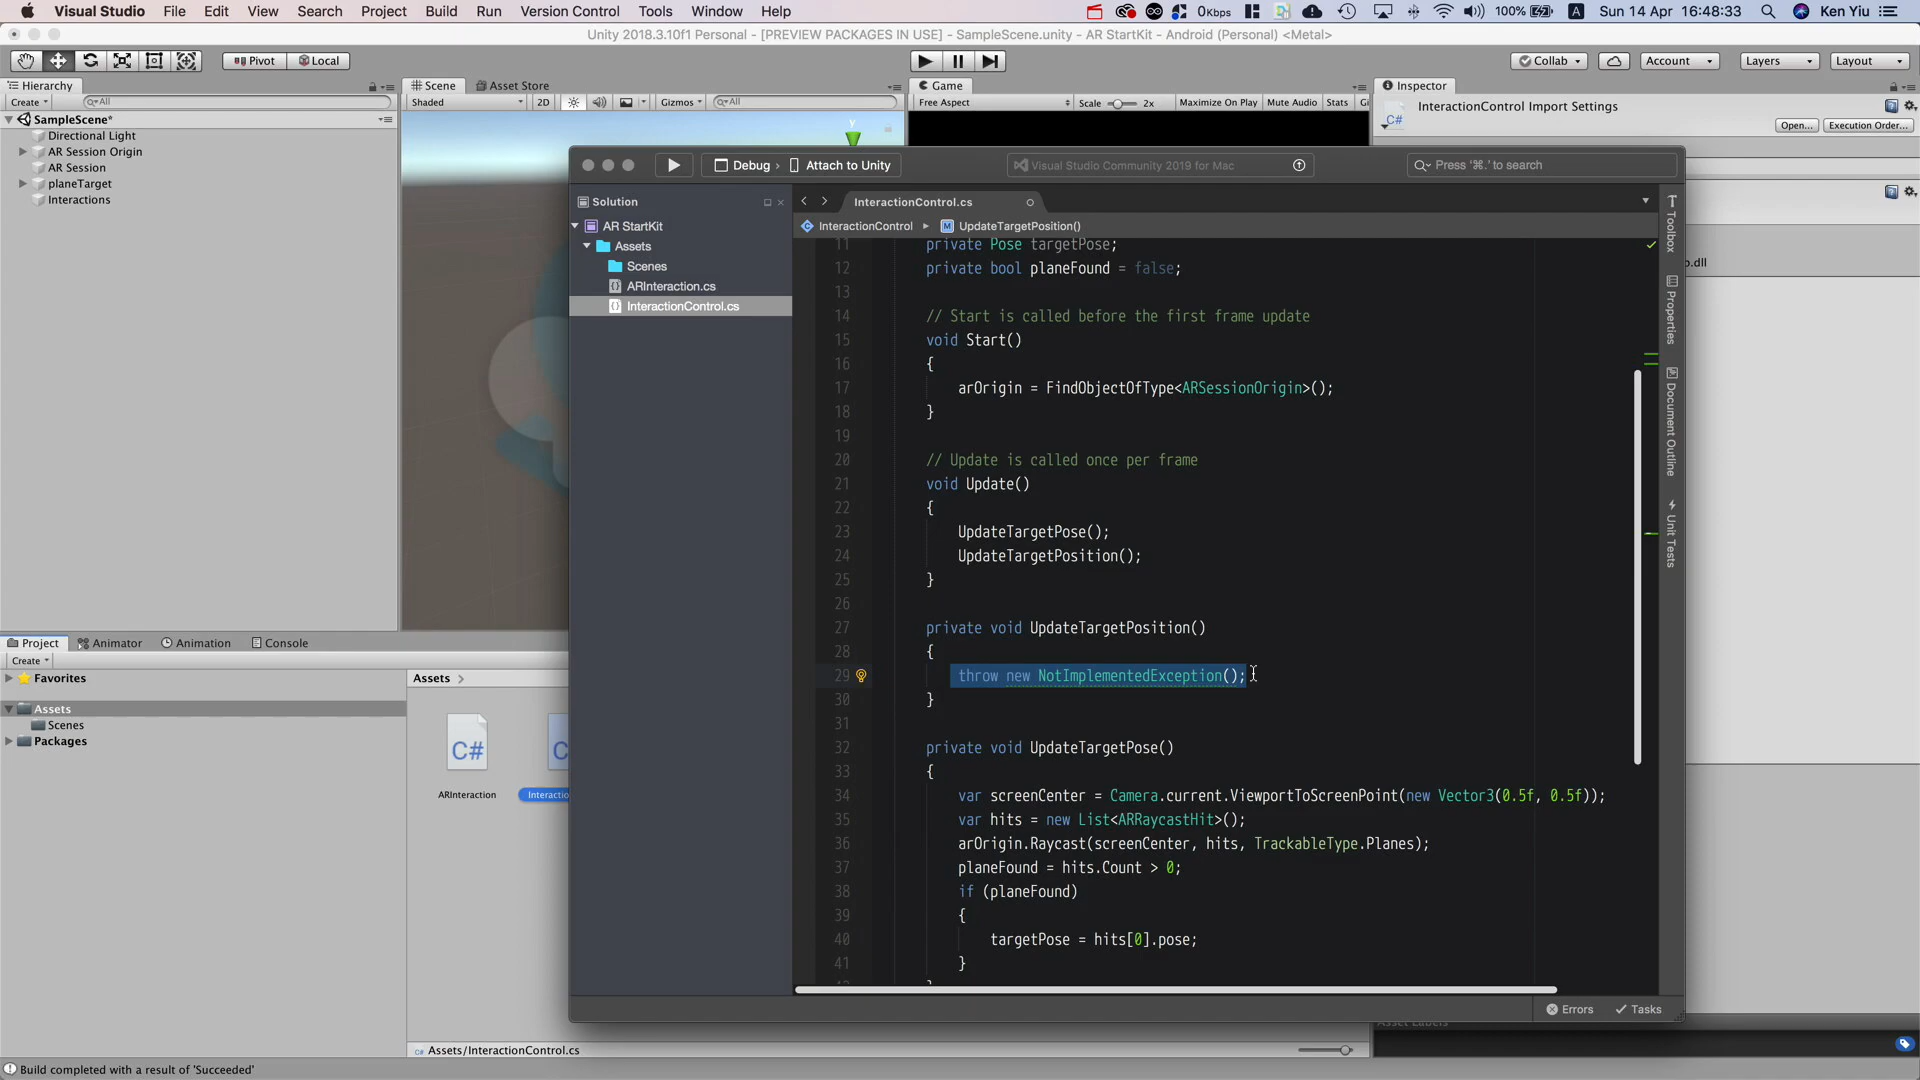 Visual Studio File Edit View Search Project Build Run Version Control Tools Window Help 0Kbps 100% A Sun 14 Apr 16:48:33 Ken Yiu
Unity 2018.3.10f1 Personal - [PREVIEW PACKAGES IN USE] - SampleScene.unity - AR StartKit - Android (Personal) <Metal>
Pivot Local Collab Account Layers Layout
Hierarchy Scene Asset Store Game Inspector
Create All Shaded 2D Gizmos All Free Aspect Scale 2x Maximize On Play Mute Audio Stats Gi
InteractionControl Import Settings
C#
Open... Execution Order...
SampleScene*
Directional Light
AR Session Origin
AR Session
planeTarget
Interactions
y
Debug Attach to Unity Visual Studio Community 2019 for Mac Press '⌘.' to search
Solution InteractionControl.cs
InteractionControl UpdateTargetPosition()
AR StartKit
Assets
Scenes
ARInteraction.cs
InteractionControl.cs
Toolbox
Properties
Document Outline
Unit Tests
.dll
11 private Pose targetPose;
12 private bool planeFound = false;
13
14 // Start is called before the first frame update
15 void Start()
16 {
17 arOrigin = FindObjectOfType<ARSessionOrigin>();
18 }
19
20 // Update is called once per frame
21 void Update()
22 {
23 UpdateTargetPose();
24 UpdateTargetPosition();
25 }
26
27 private void UpdateTargetPosition()
28 {
29 throw new NotImplementedException();
30 }
31
32 private void UpdateTargetPose()
33 {
34 var screenCenter = Camera.current.ViewportToScreenPoint(new Vector3(0.5f, 0.5f));
35 var hits = new List<ARRaycastHit>();
36 arOrigin.Raycast(screenCenter, hits, TrackableType.Planes);
37 planeFound = hits.Count > 0;
38 if (planeFound)
39 {
40 targetPose = hits[0].pose;
41 }
Errors Tasks
Project Animator Animation Console
Create
Favorites
Assets
Scenes
Packages
Assets
C#
ARInteraction Interactio
Assets/InteractionControl.cs
Asset Labels
Build completed with a result of 'Succeeded'